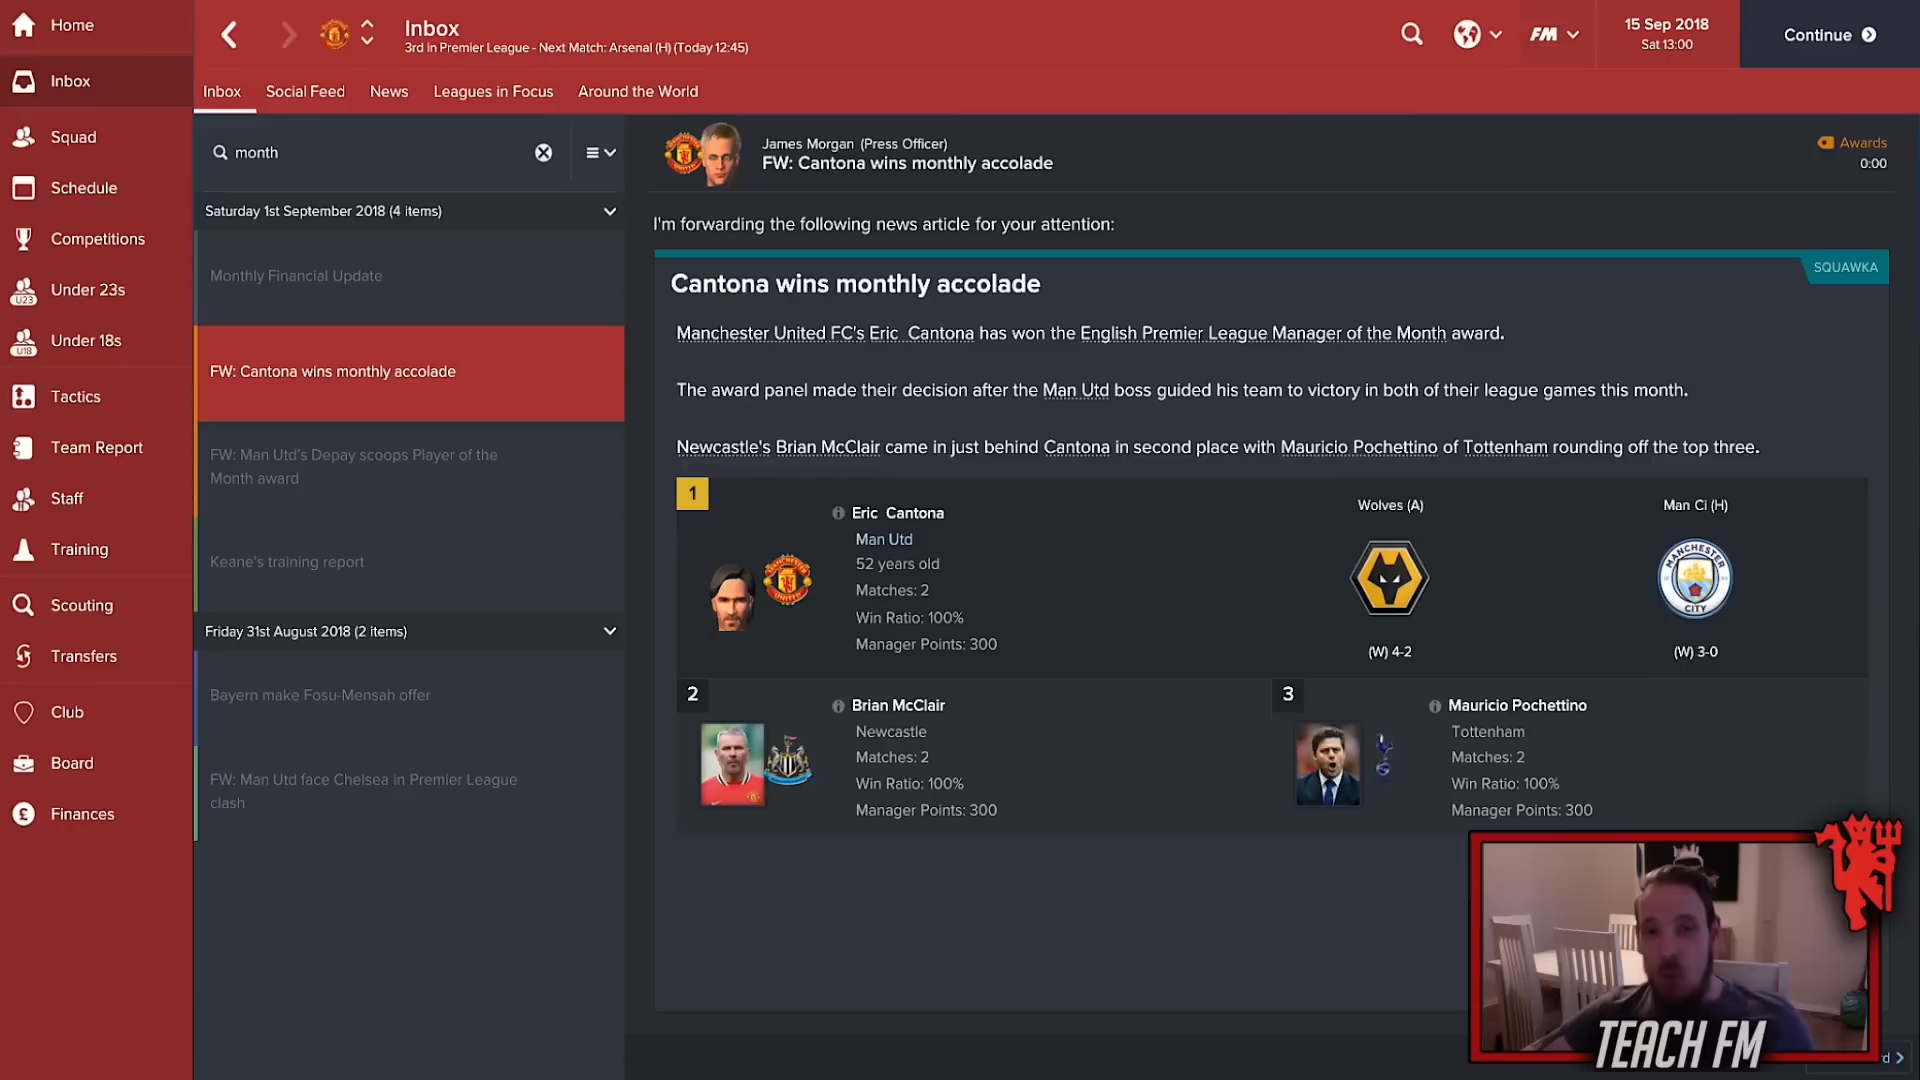 Home
Inbox
Squad
Schedule
Competitions
U23
Under 23s
U18
Under 18s
Tactics
Team Report
Staff
Training
Scouting
Transfers
Club
Board
Finances
Inbox
3rd in Premier League - Next Match: Arsenal (H) (Today 12:45)
FM
15 Sep 2018
Sat 13:00
Continue
Inbox
Social Feed
News
Leagues in Focus
Around the World
month
Saturday 1st September 2018 (4 items)
Monthly Financial Update
FW: Cantona wins monthly accolade
FW: Man Utd's Depay scoops Player of the
Month award
Keane's training report
Friday 31st August 2018 (2 items)
Bayern make Fosu-Mensah offer
FW: Man Utd face Chelsea in Premier League
clash
James Morgan (Press Officer)
FW: Cantona wins monthly accolade
Awards
0:00
I'm forwarding the following news article for your attention:
SQUAWKA
Cantona wins monthly accolade
Manchester United FC's Eric Cantona has won the English Premier League Manager of the Month award.
The award panel made their decision after the Man Utd boss guided his team to victory in both of their league games this month.
Newcastle's Brian McClair came in just behind Cantona in second place with Mauricio Pochettino of Tottenham rounding off the top three.
1
Eric Cantona
Man Utd
52 years old
Matches: 2
Win Ratio: 100%
Manager Points: 300
Wolves (A)
(W) 4-2
Man Ci (H)
MANCHESTER
CITY
(W) 3-0
2
Brian McClair
Newcastle
Matches: 2
Win Ratio: 100%
Manager Points: 300
3
Mauricio Pochettino
Tottenham
Matches: 2
Win Ratio: 100%
Manager Points: 300
TEACH FM